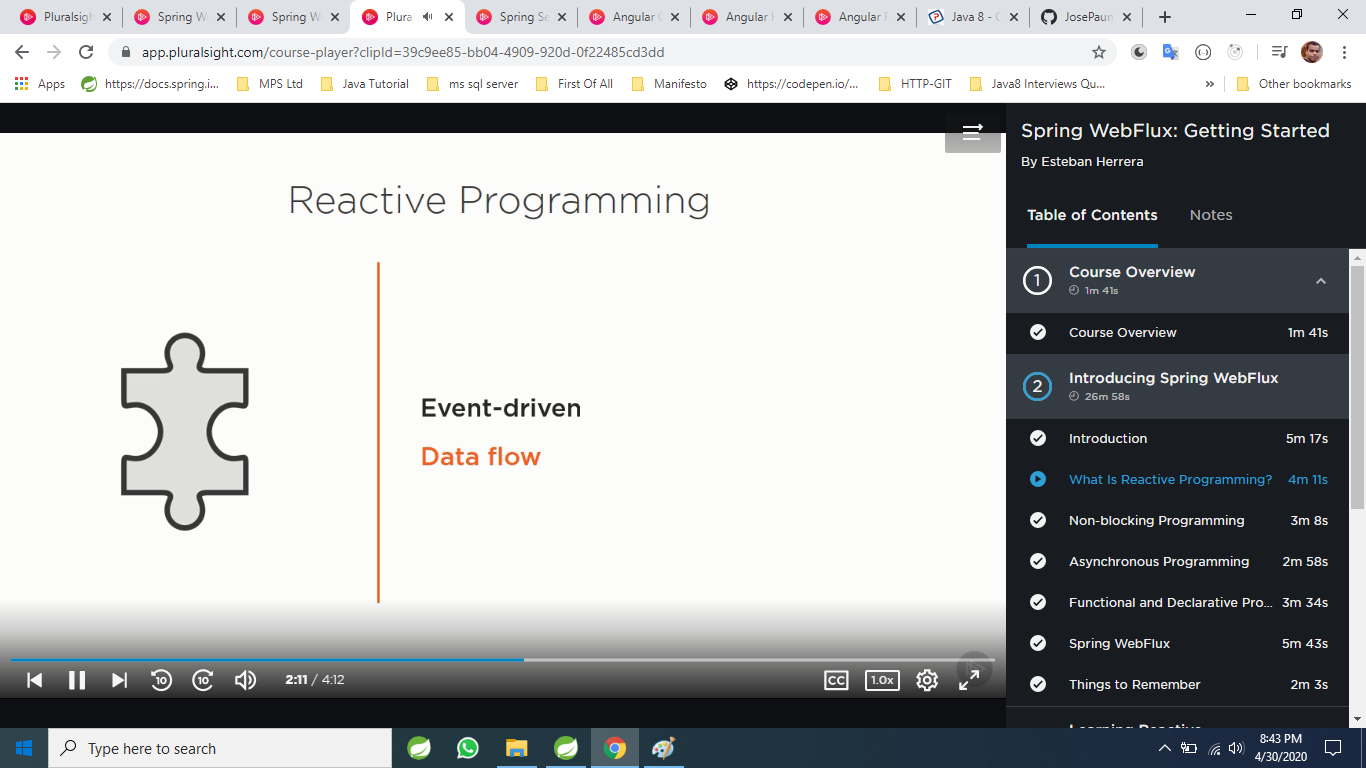 Pluralsigh
Spring W
Spring W
Plura
Spring Se
Angular
Angular
Angular
Java 8 -
JosePaun
app.pluralsight.com/course-player?clipId=39c9ee85-bb04-4909-920d-0f22485cd3dd
Apps
https://docs.spring.i...
MPS Ltd
Java Tutorial
ms sql server
First Of All
Manifesto
https://codepen.io/...
HTTP-GIT
Java8 Interviews Qu...
»
Other bookmarks
Reactive Programming
Event-driven
Data flow
10
10
2:11 / 4:12
CC
1.0x
Spring WebFlux: Getting Started
By Esteban Herrera
Table of Contents
Notes
1
Course Overview
1m 41s
Course Overview
1m 41s
2
Introducing Spring WebFlux
26m 58s
Introduction
5m 17s
What Is Reactive Programming?
4m 11s
Non-blocking Programming
3m 8s
Asynchronous Programming
2m 58s
Functional and Declarative Pro...
3m 34s
Spring WebFlux
5m 43s
Things to Remember
2m 3s
Learning Reactive
Type here to search
8:43 PM
4/30/2020